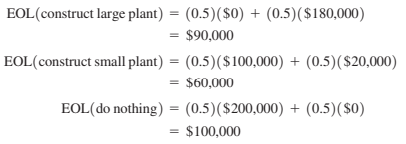 EOL(construct large plant) = (0.5)($0) + (0.5)($180,000)
= $90,000
EOL(construct small plant) = (0.5)($100,000) + (0.5)($20,000)
= $60,000
EOL(do nothing) = (0.5)($200,000) + (0.5)($0)
= $100,000